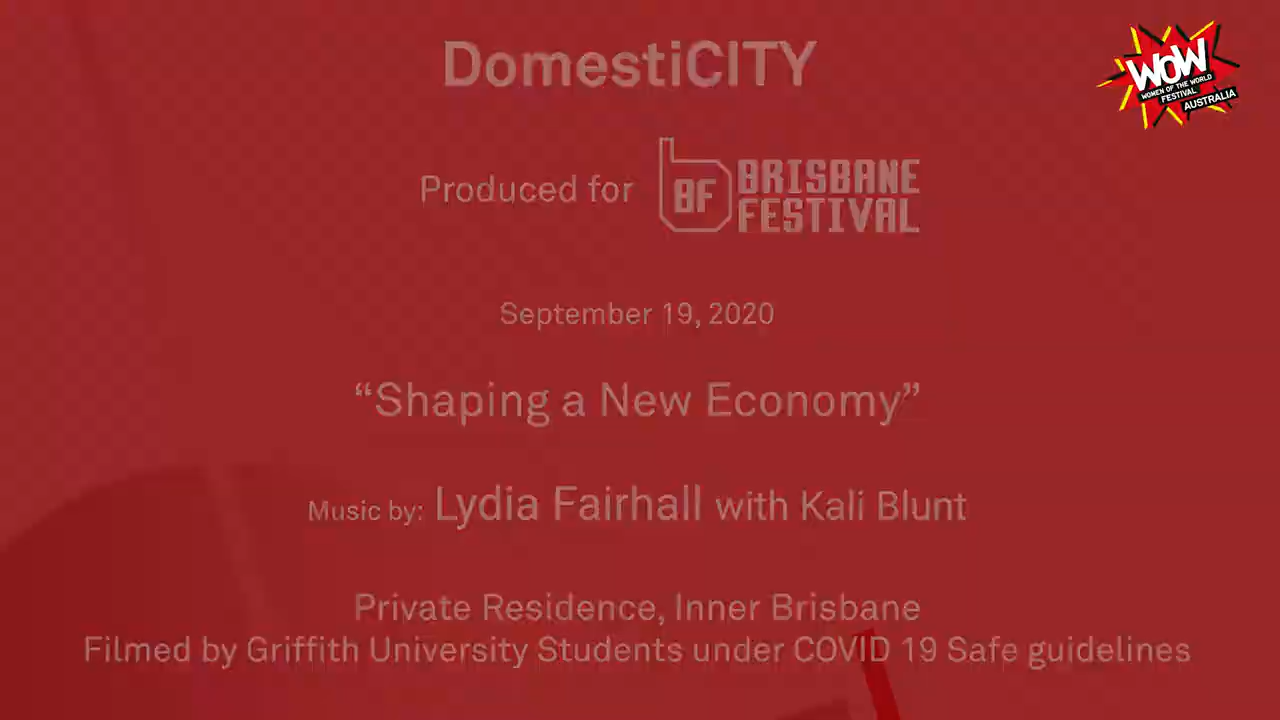 DomestiCITY
WOW
WOMEN OF THE WORLD
FESTIVAL
AUSTRALIA
Produced for
BF
BRISBANE
FESTIVAL
September 19, 2020
“Shaping a New Economy”
Music by: Lydia Fairhall with Kali Blunt
Private Residence, Inner Brisbane
Filmed by Griffith University Students under COVID 19 Safe guidelines